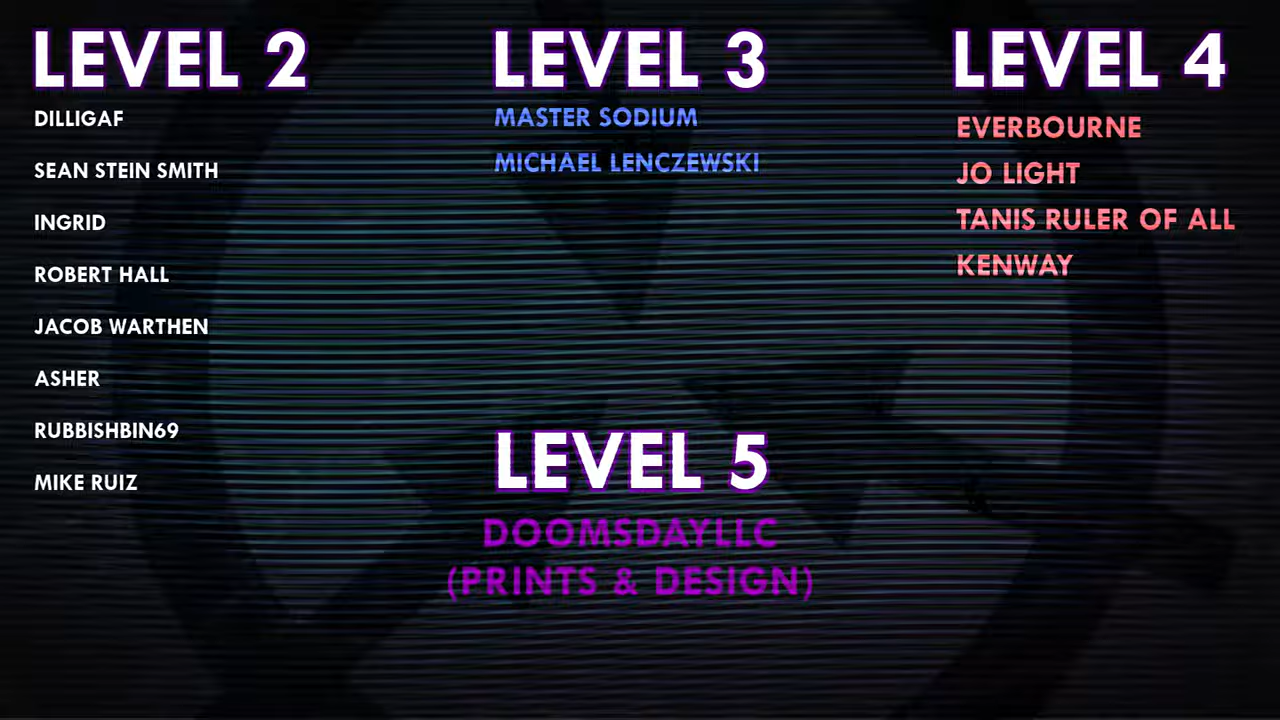 LEVEL 2
DILLIGAF
SEAN STEIN SMITH
INGRID
ROBERT HALL
JACOB WARTHEN
ASHER
RUBBISHBIN69
MIKE RUIZ
LEVEL 3
MASTER SODIUM
MICHAEL LENCZEWSKI
LEVEL 4
EVERBOURNE
JO LIGHT
TANIS RULER OF ALL
KENWAY
LEVEL 5
DOOMSDAYLLC
(PRINTS & DESIGN)